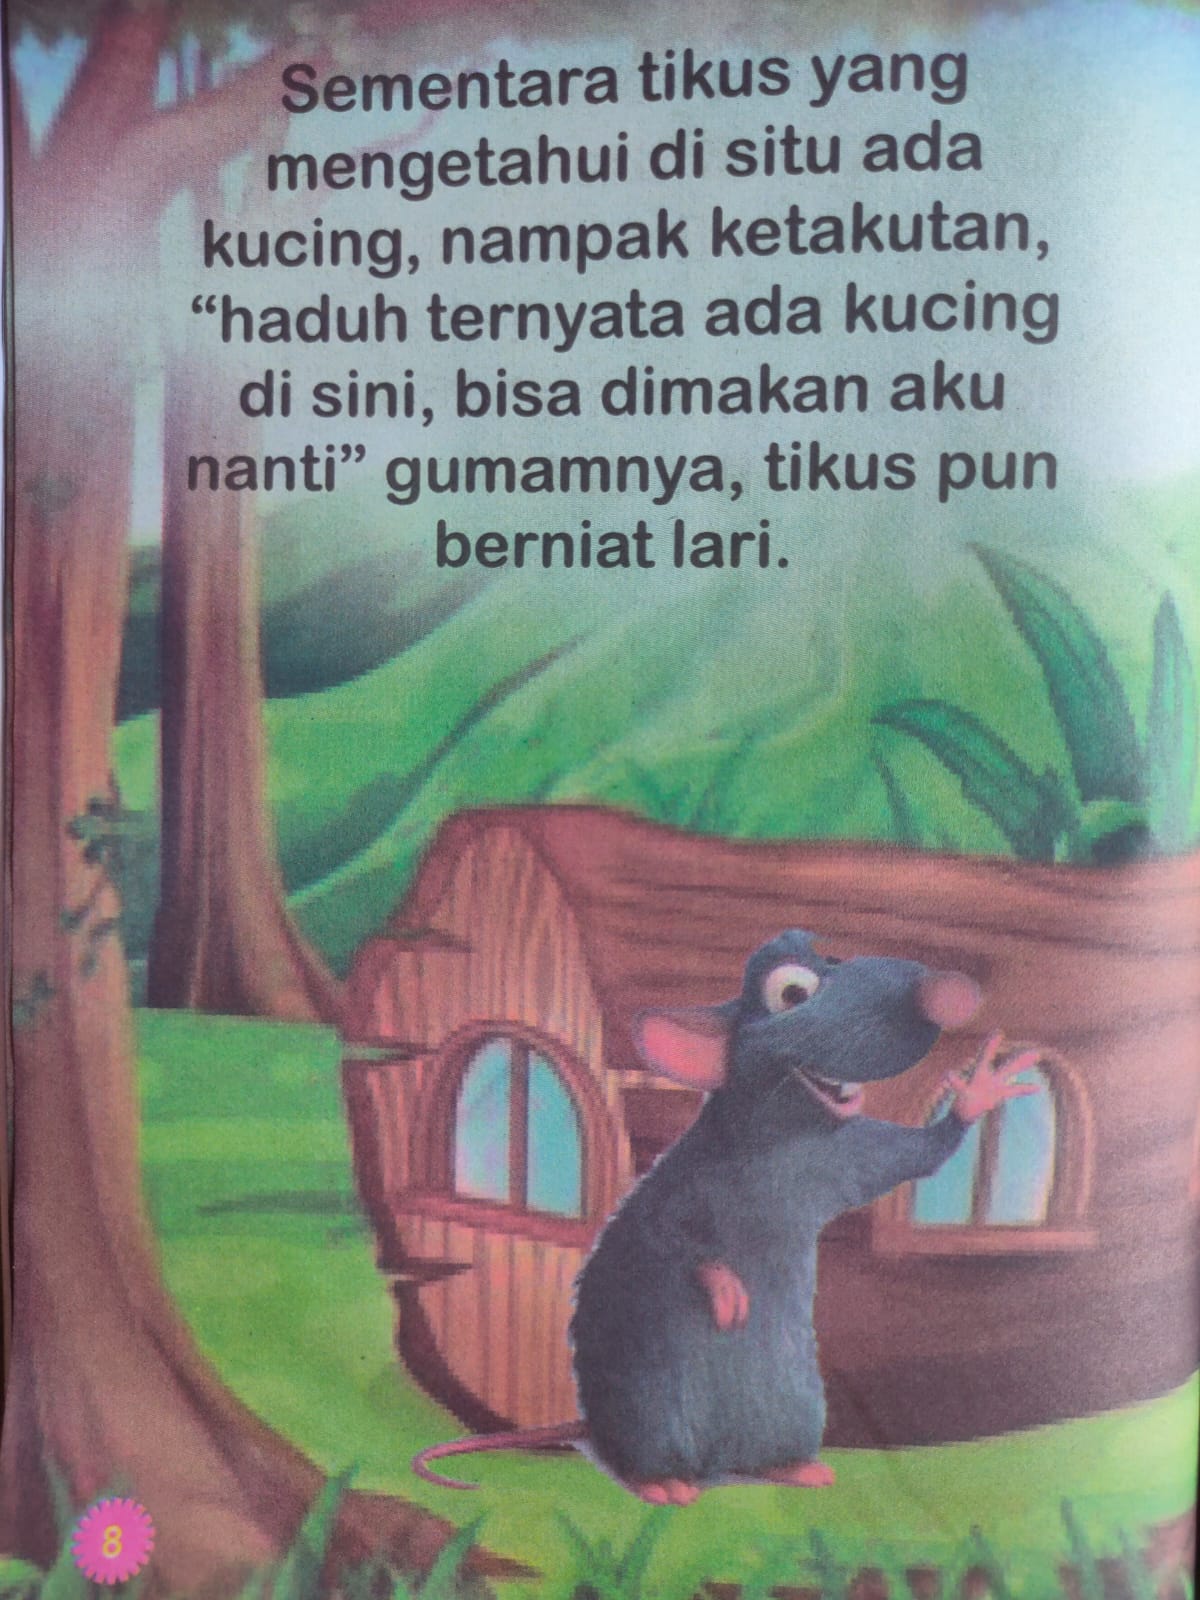 Sementara tikus yang
mengetahui di situ ada
kucing, nampak ketakutan,
“haduh ternyata ada kucing
di sini, bisa dimakan aku
nanti” gumamnya, tikus pun
berniat lari.
8